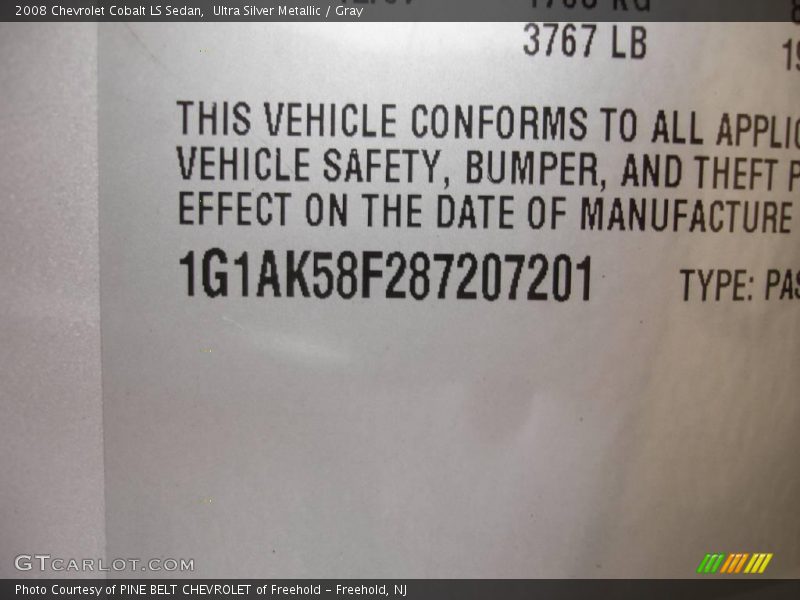 2008 Chevrolet Cobalt LS Sedan,  Ultra Silver Metallic / Gray
3767 LB
THIS VEHICLE CONFORMS TO ALL
VEHICLE SAFETY, BUMPER, AND THEFT
EFFECT ON THE DATE OF MANUFACTURE
1G1AK58F287207201
TYPE:
GTCARLOT.COM
Photo Courtesy of PINE BELT CHEVROLET of Freehold - Freehold, NJ